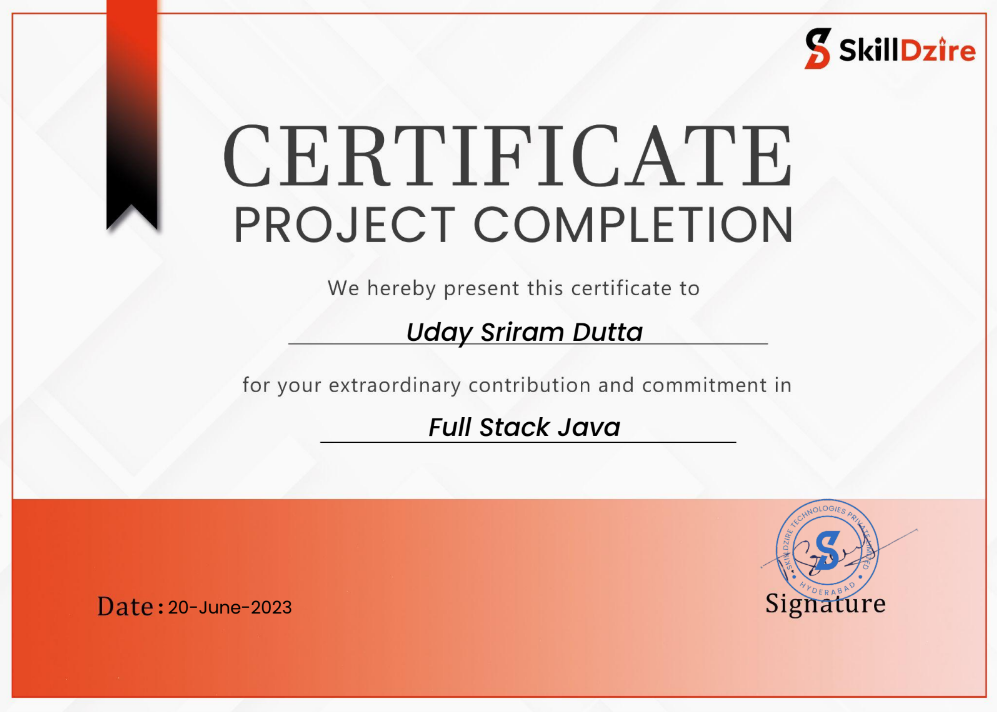 SkillDzire
CERTIFICATE
PROJECT COMPLETION
We hereby present this certificate to
Uday Sriram Dutta
for your extraordinary contribution and commitment in
Full Stack Java
SKILLDZIRE TECHNOLOGIES PRIVATE LIMITED
HYDERABAD
Date: 20-June-2023
Signature